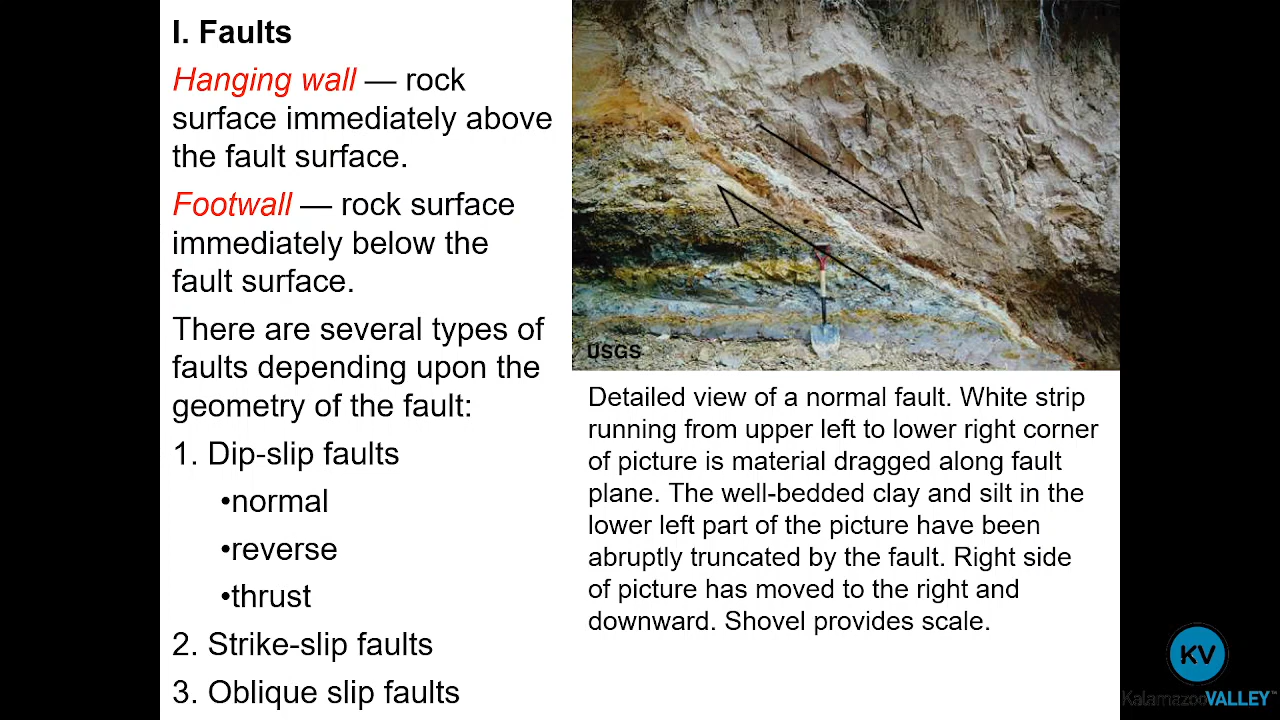 I. Faults
Hanging wall — rock
surface immediately above
the fault surface.
Footwall — rock surface
immediately below the
fault surface.
There are several types of
faults depending upon the
geometry of the fault:
1. Dip-slip faults
•normal
•reverse
•thrust
2. Strike-slip faults
3. Oblique slip faults
USGS
Detailed view of a normal fault. White strip
running from upper left to lower right corner
of picture is material dragged along fault
plane. The well-bedded clay and silt in the
lower left part of the picture have been
abruptly truncated by the fault. Right side
of picture has moved to the right and
downward. Shovel provides scale.
KV
KalamazooVALLEY™